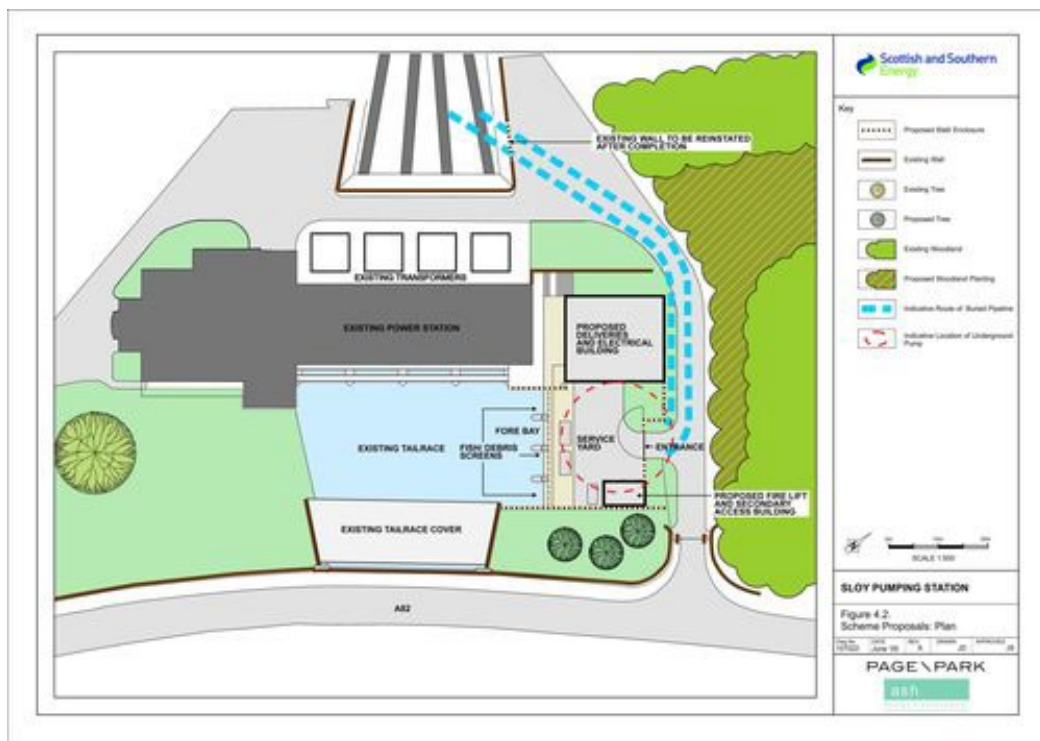 Scottish and Southern
Energy
Key
Proposed Wall Enclosure
Existing Wall
Existing Tree
Proposed Tree
Existing Woodland
Proposed Woodland Planting
Indicative Route of Buried Pipeline
Indicative Location of Underground
Pump
EXISTING WALL TO BE REINSTATED
AFTER COMPLETION
EXISTING TRANSFORMERS
EXISTING POWER STATION
PROPOSED
DELIVERIES
AND ELECTRICAL
BUILDING
FORE BAY
EXISTING TAILRACE
FISH/ DEBRIS
SCREENS
SERVICE
YARD
ENTRANCE
PROPOSED FIRE LIFT
AND SECONDARY
ACCESS BUILDING
EXISTING TAILRACE COVER
A82
SCALE 1:500
SLOY PUMPING STATION
Figure 4.2.
Scheme Proposals: Plan
DATE
DRAWN
APPROVED
PAGE\PARK
ash